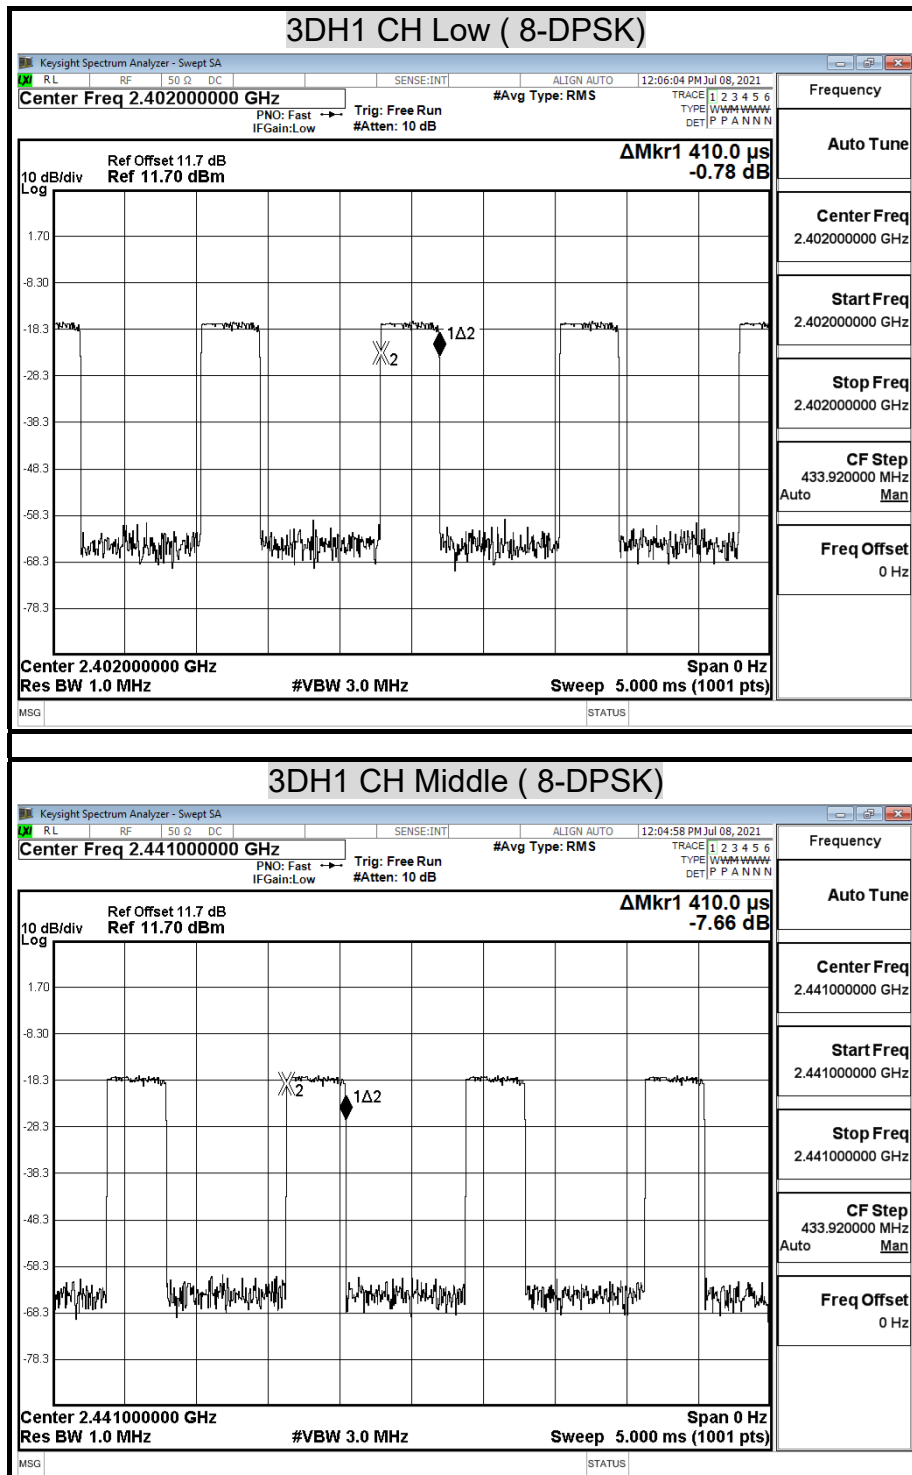 3DH1 CH Low ( 8-DPSK)
Keysight Spectrum Analyzer - Swept SA
LXI RL RF 50 Ω DC SENSE:INT ALIGN AUTO 12:06:04 PM Jul 08, 2021
Center Freq 2.402000000 GHz #Avg Type: RMS TRACE 1 2 3 4 5 6
PNO: Fast Trig: Free Run TYPE WWMWWWW
IFGain:Low #Atten: 10 dB DET P P A N N N
Frequency
Auto Tune
ΔMkr1 410.0 µs
Ref Offset 11.7 dB -0.78 dB
10 dB/div Ref 11.70 dBm
Log
1.70
-8.30
-18.3
-28.3
-38.3
-48.3
-58.3
-68.3
-78.3
1Δ2
2
Center Freq
2.402000000 GHz
Start Freq
2.402000000 GHz
Stop Freq
2.402000000 GHz
CF Step
433.920000 MHz
Auto Man
Freq Offset
0 Hz
Center 2.402000000 GHz Span 0 Hz
Res BW 1.0 MHz #VBW 3.0 MHz Sweep 5.000 ms (1001 pts)
MSG STATUS
3DH1 CH Middle ( 8-DPSK)
Keysight Spectrum Analyzer - Swept SA
LXI RL RF 50 Ω DC SENSE:INT ALIGN AUTO 12:04:58 PM Jul 08, 2021
Center Freq 2.441000000 GHz #Avg Type: RMS TRACE 1 2 3 4 5 6
PNO: Fast Trig: Free Run TYPE WWMWWWW
IFGain:Low #Atten: 10 dB DET P P A N N N
Frequency
Auto Tune
ΔMkr1 410.0 µs
Ref Offset 11.7 dB -7.66 dB
10 dB/div Ref 11.70 dBm
Log
1.70
-8.30
-18.3
-28.3
-38.3
-48.3
-58.3
-68.3
-78.3
2
1Δ2
Center Freq
2.441000000 GHz
Start Freq
2.441000000 GHz
Stop Freq
2.441000000 GHz
CF Step
433.920000 MHz
Auto Man
Freq Offset
0 Hz
Center 2.441000000 GHz Span 0 Hz
Res BW 1.0 MHz #VBW 3.0 MHz Sweep 5.000 ms (1001 pts)
MSG STATUS